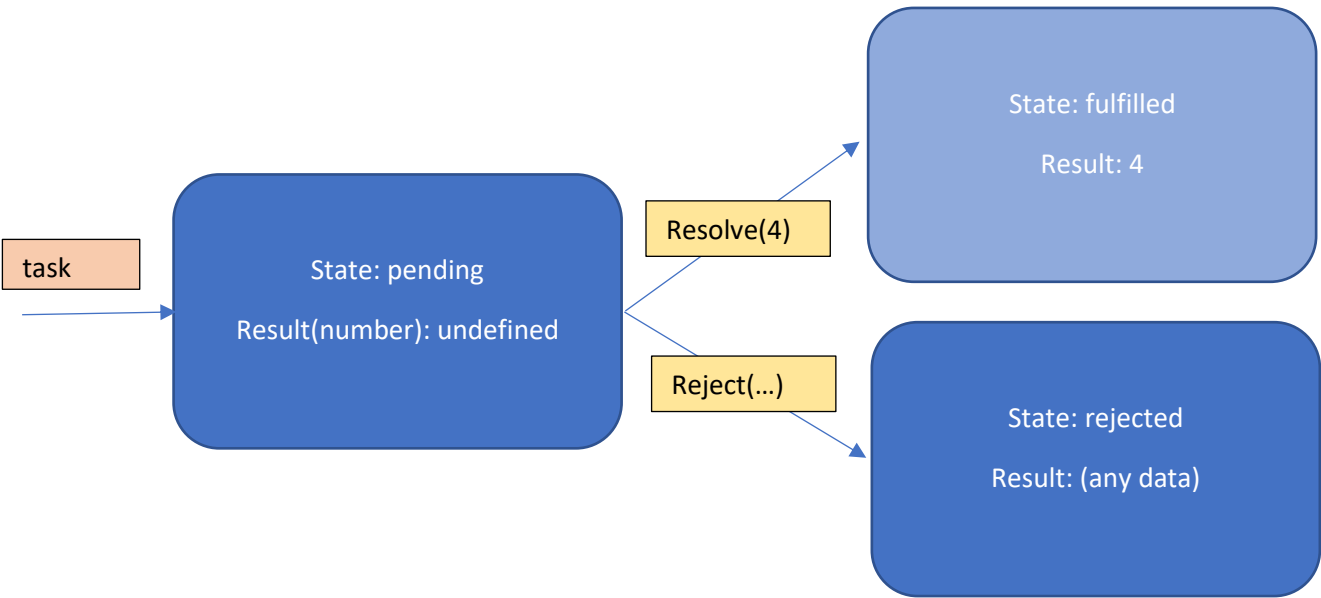 task
State: pending
Result(number): undefined
Resolve(4)
Reject(...)
State: fulfilled
Result: 4
State: rejected
Result: (any data)